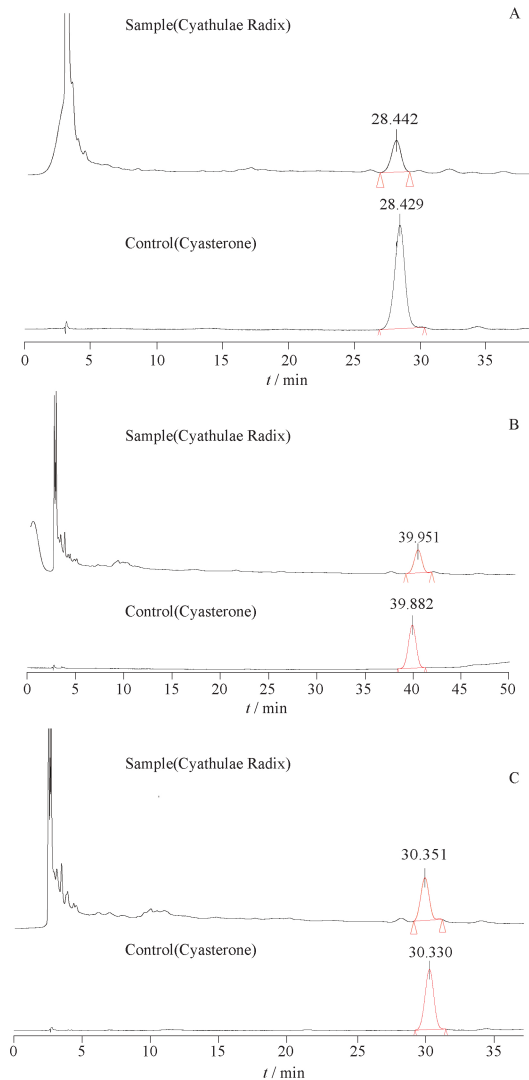 A
Sample(Cyathulae Radix)
28.442
28.429
Control(Cyasterone)
0 5 10 15 20 25 30 35
t / min
B
Sample(Cyathulae Radix)
39.951
39.882
Control(Cyasterone)
0 5 10 15 20 25 30 35 40 45 50
t / min
Sample(Cyathulae Radix)
C
30.351
Control(Cyasterone)
30.330
0 5 10 15 20 25 30 35
t / min